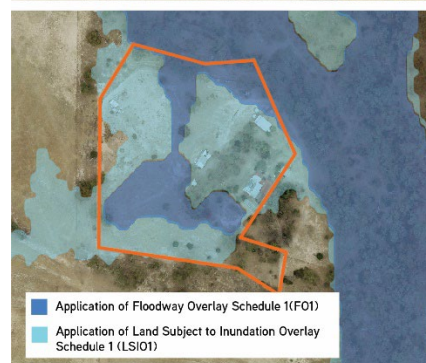 Application of Floodway Overlay Schedule 1(FO1)
Application of Land Subject to Inundation Overlay
Schedule 1 (LSIO1)